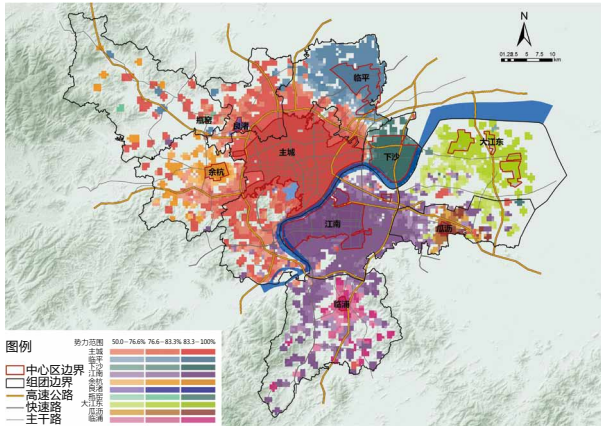 N
0 1.25 2.5 5 7.5 10
km
临平
瓶窑
良渚
主城
下沙
大江东
余杭
江南
瓜沥
临浦
图例
势力范围 50.0－76.6% 76.6－83.3% 83.3－100%
主城
临平
下沙
江南
余杭
良渚
瓶窑
大江东
瓜沥
临浦
中心区边界
组团边界
高速公路
快速路
主干路